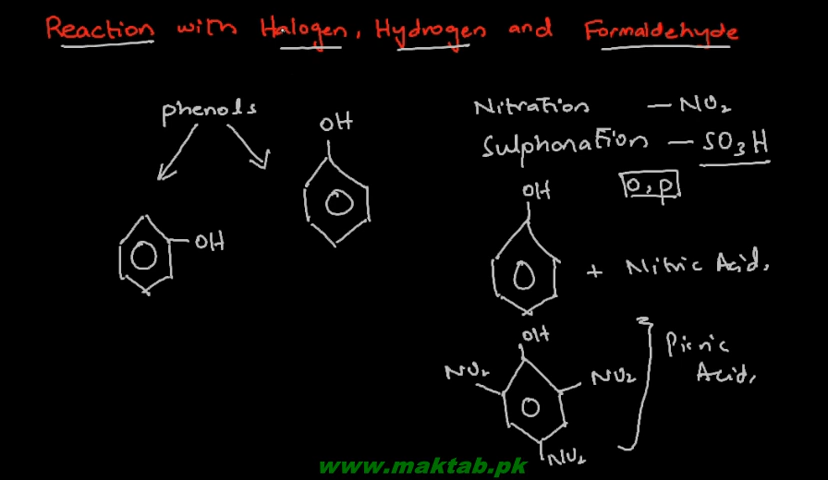 Reaction with Halogen, Hydrogen and Formaldehyde
phenols
OH
OH
Nitration — NO2
Sulphonation — SO3H
o,p
OH
+ Nitric Acid,
OH
NO2
NO2
NO2
Picric
Acid,
www.maktab.pk